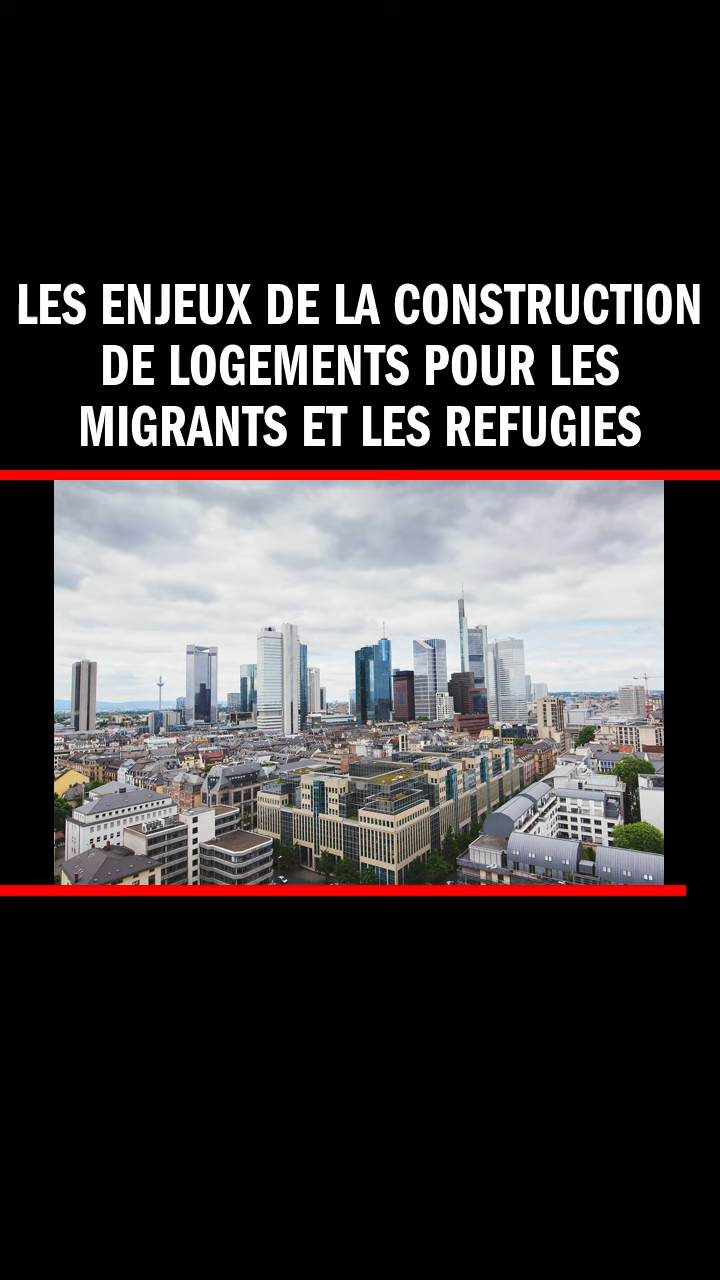 LES ENJEUX DE LA CONSTRUCTION
DE LOGEMENTS POUR LES
MIGRANTS ET LES REFUGIES